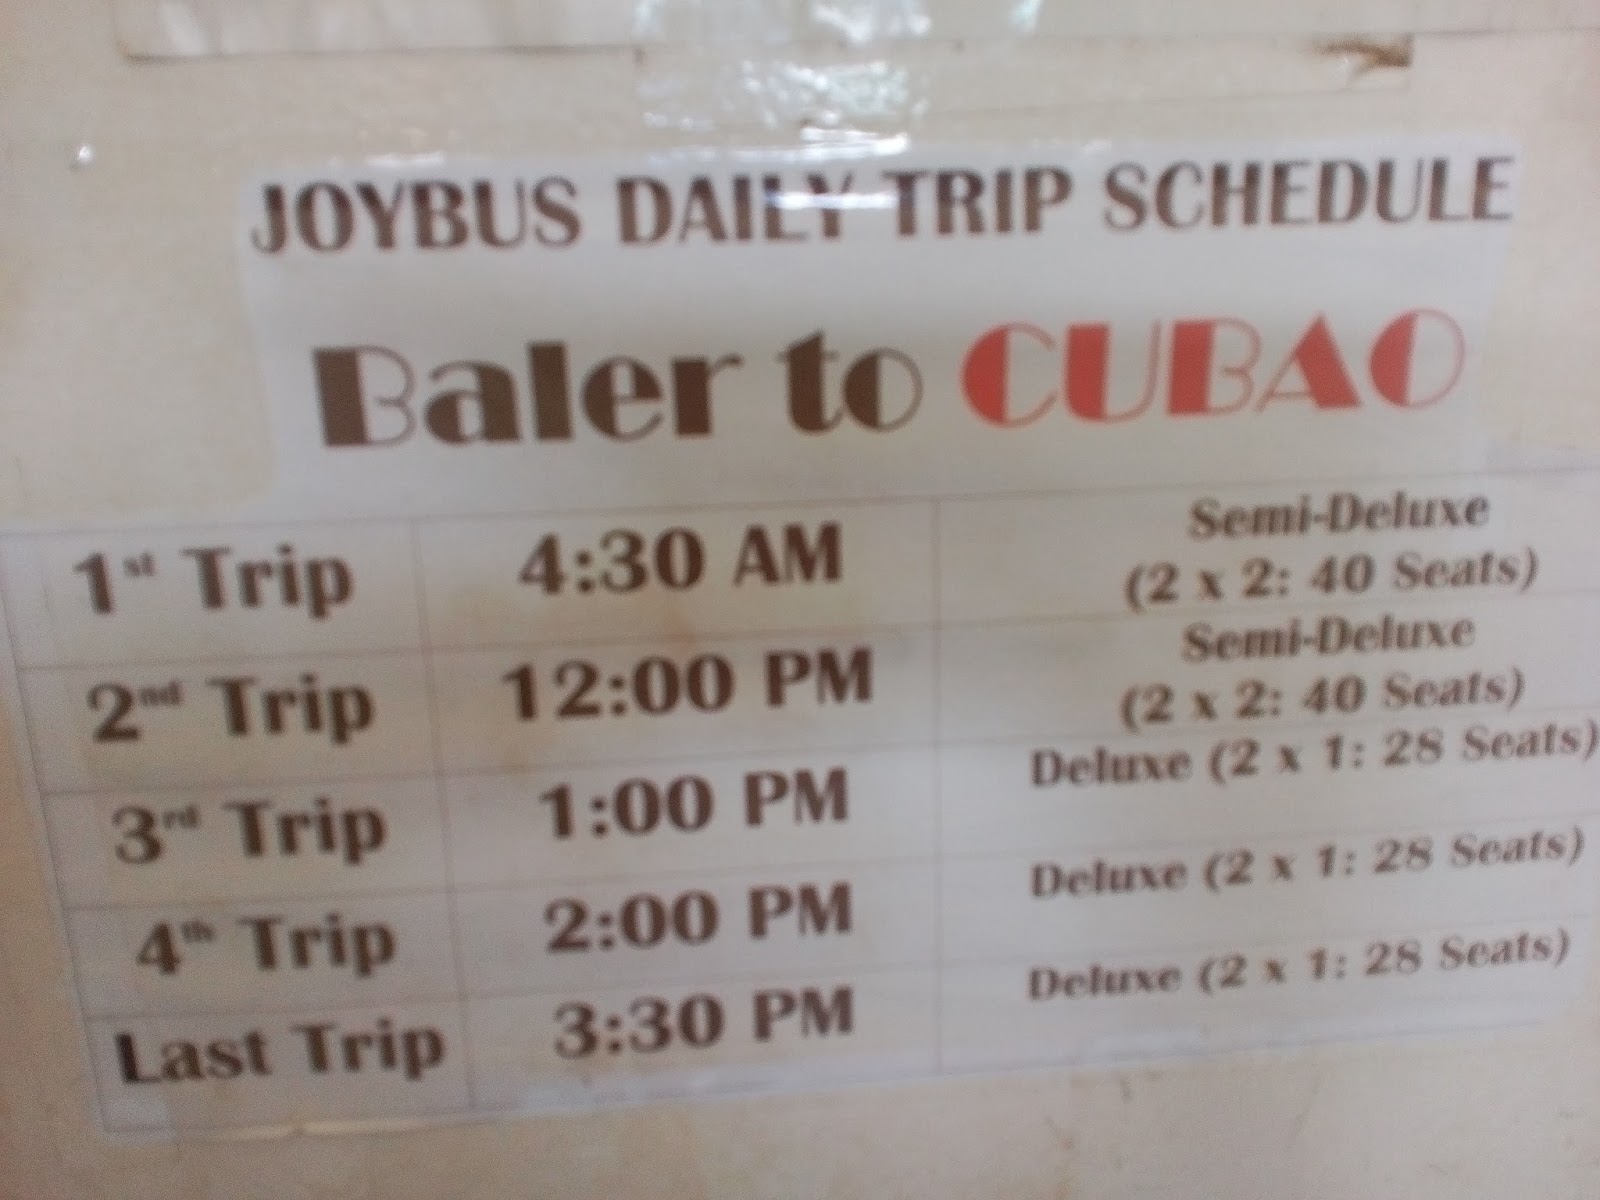 JOYBUS DAILY TRIP SCHEDULE
Baler to CUBAO
1st Trip 4:30 AM Semi-Deluxe
(2 x 2: 40 Seats)
2nd Trip 12:00 PM Semi-Deluxe
(2 x 2: 40 Seats)
3rd Trip 1:00 PM Deluxe (2 x 1: 28 Seats)
4th Trip 2:00 PM Deluxe (2 x 1: 28 Seats)
Last Trip 3:30 PM Deluxe (2 x 1: 28 Seats)